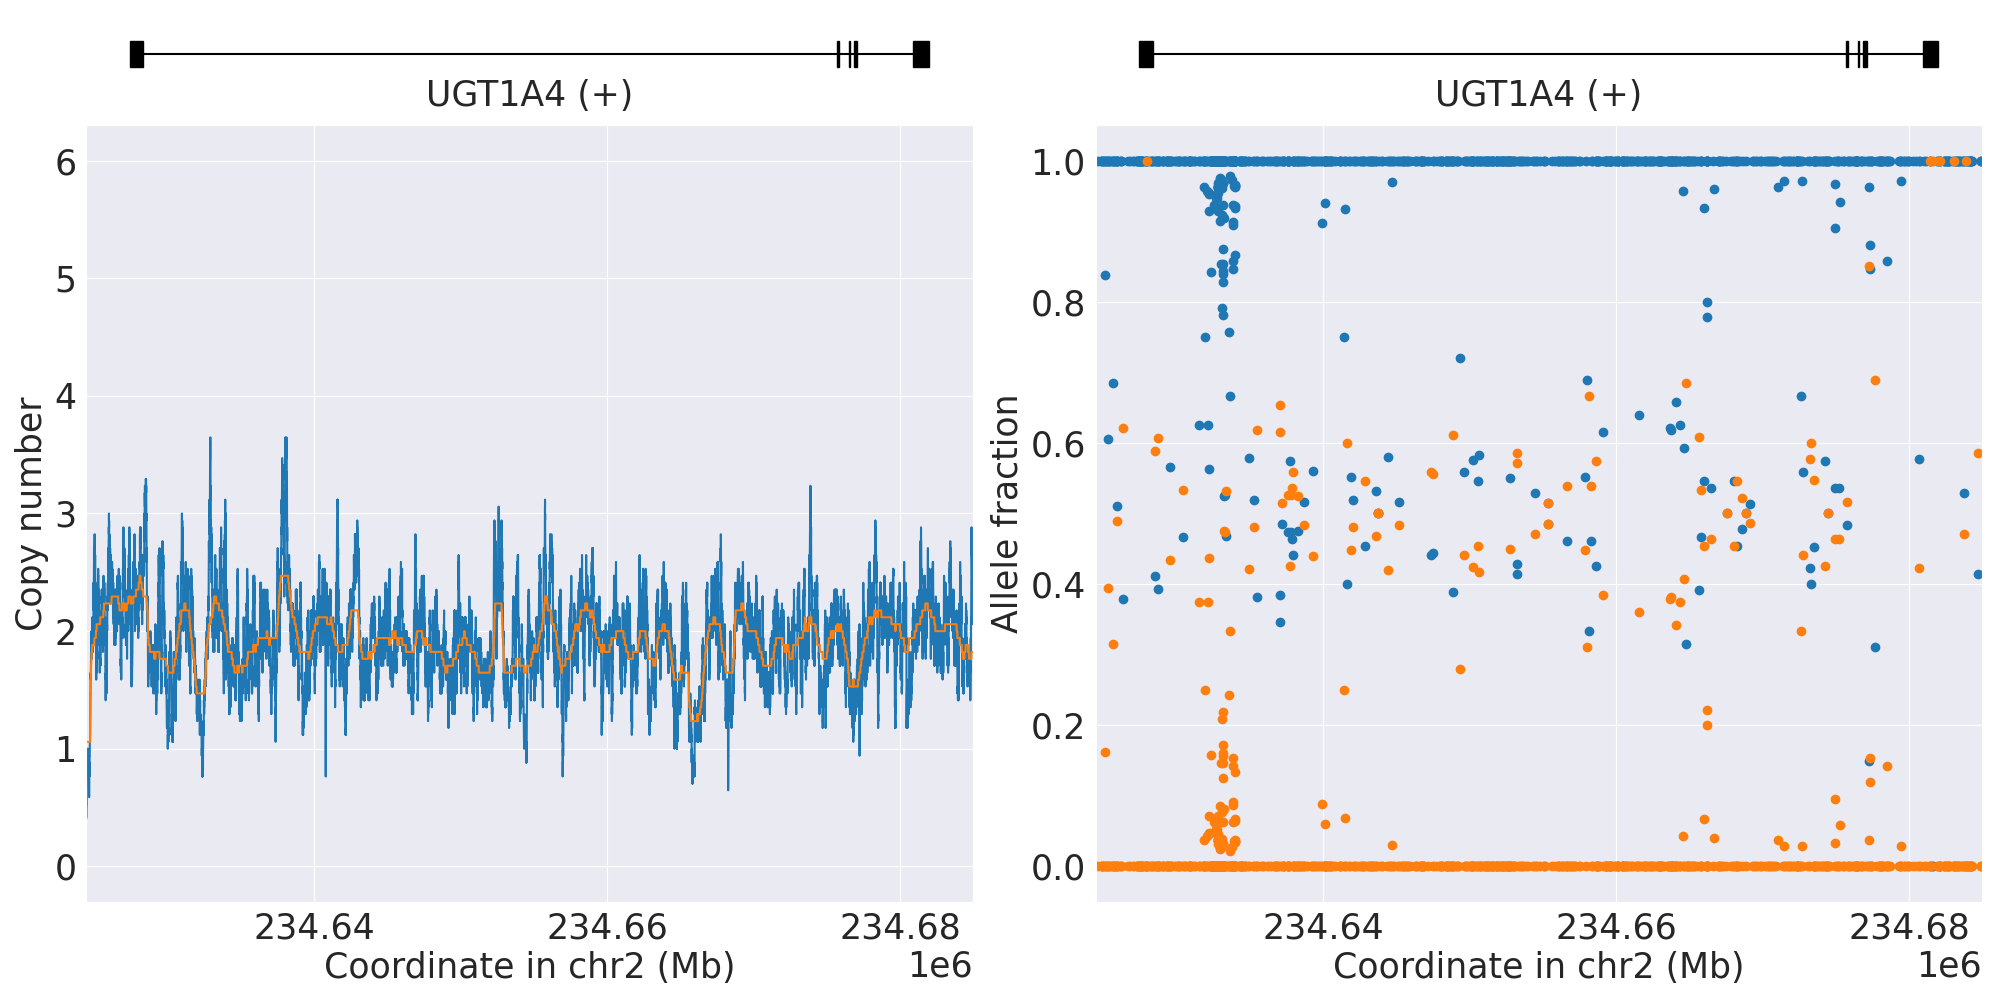 UGT1A4 (+)
UGT1A4 (+)
Copy number
6
5
4
3
2
1
0
234.64
234.66
234.68
Coordinate in chr2 (Mb)
1e6
Allele fraction
1.0
0.8
0.6
0.4
0.2
0.0
234.64
234.66
234.68
Coordinate in chr2 (Mb)
1e6